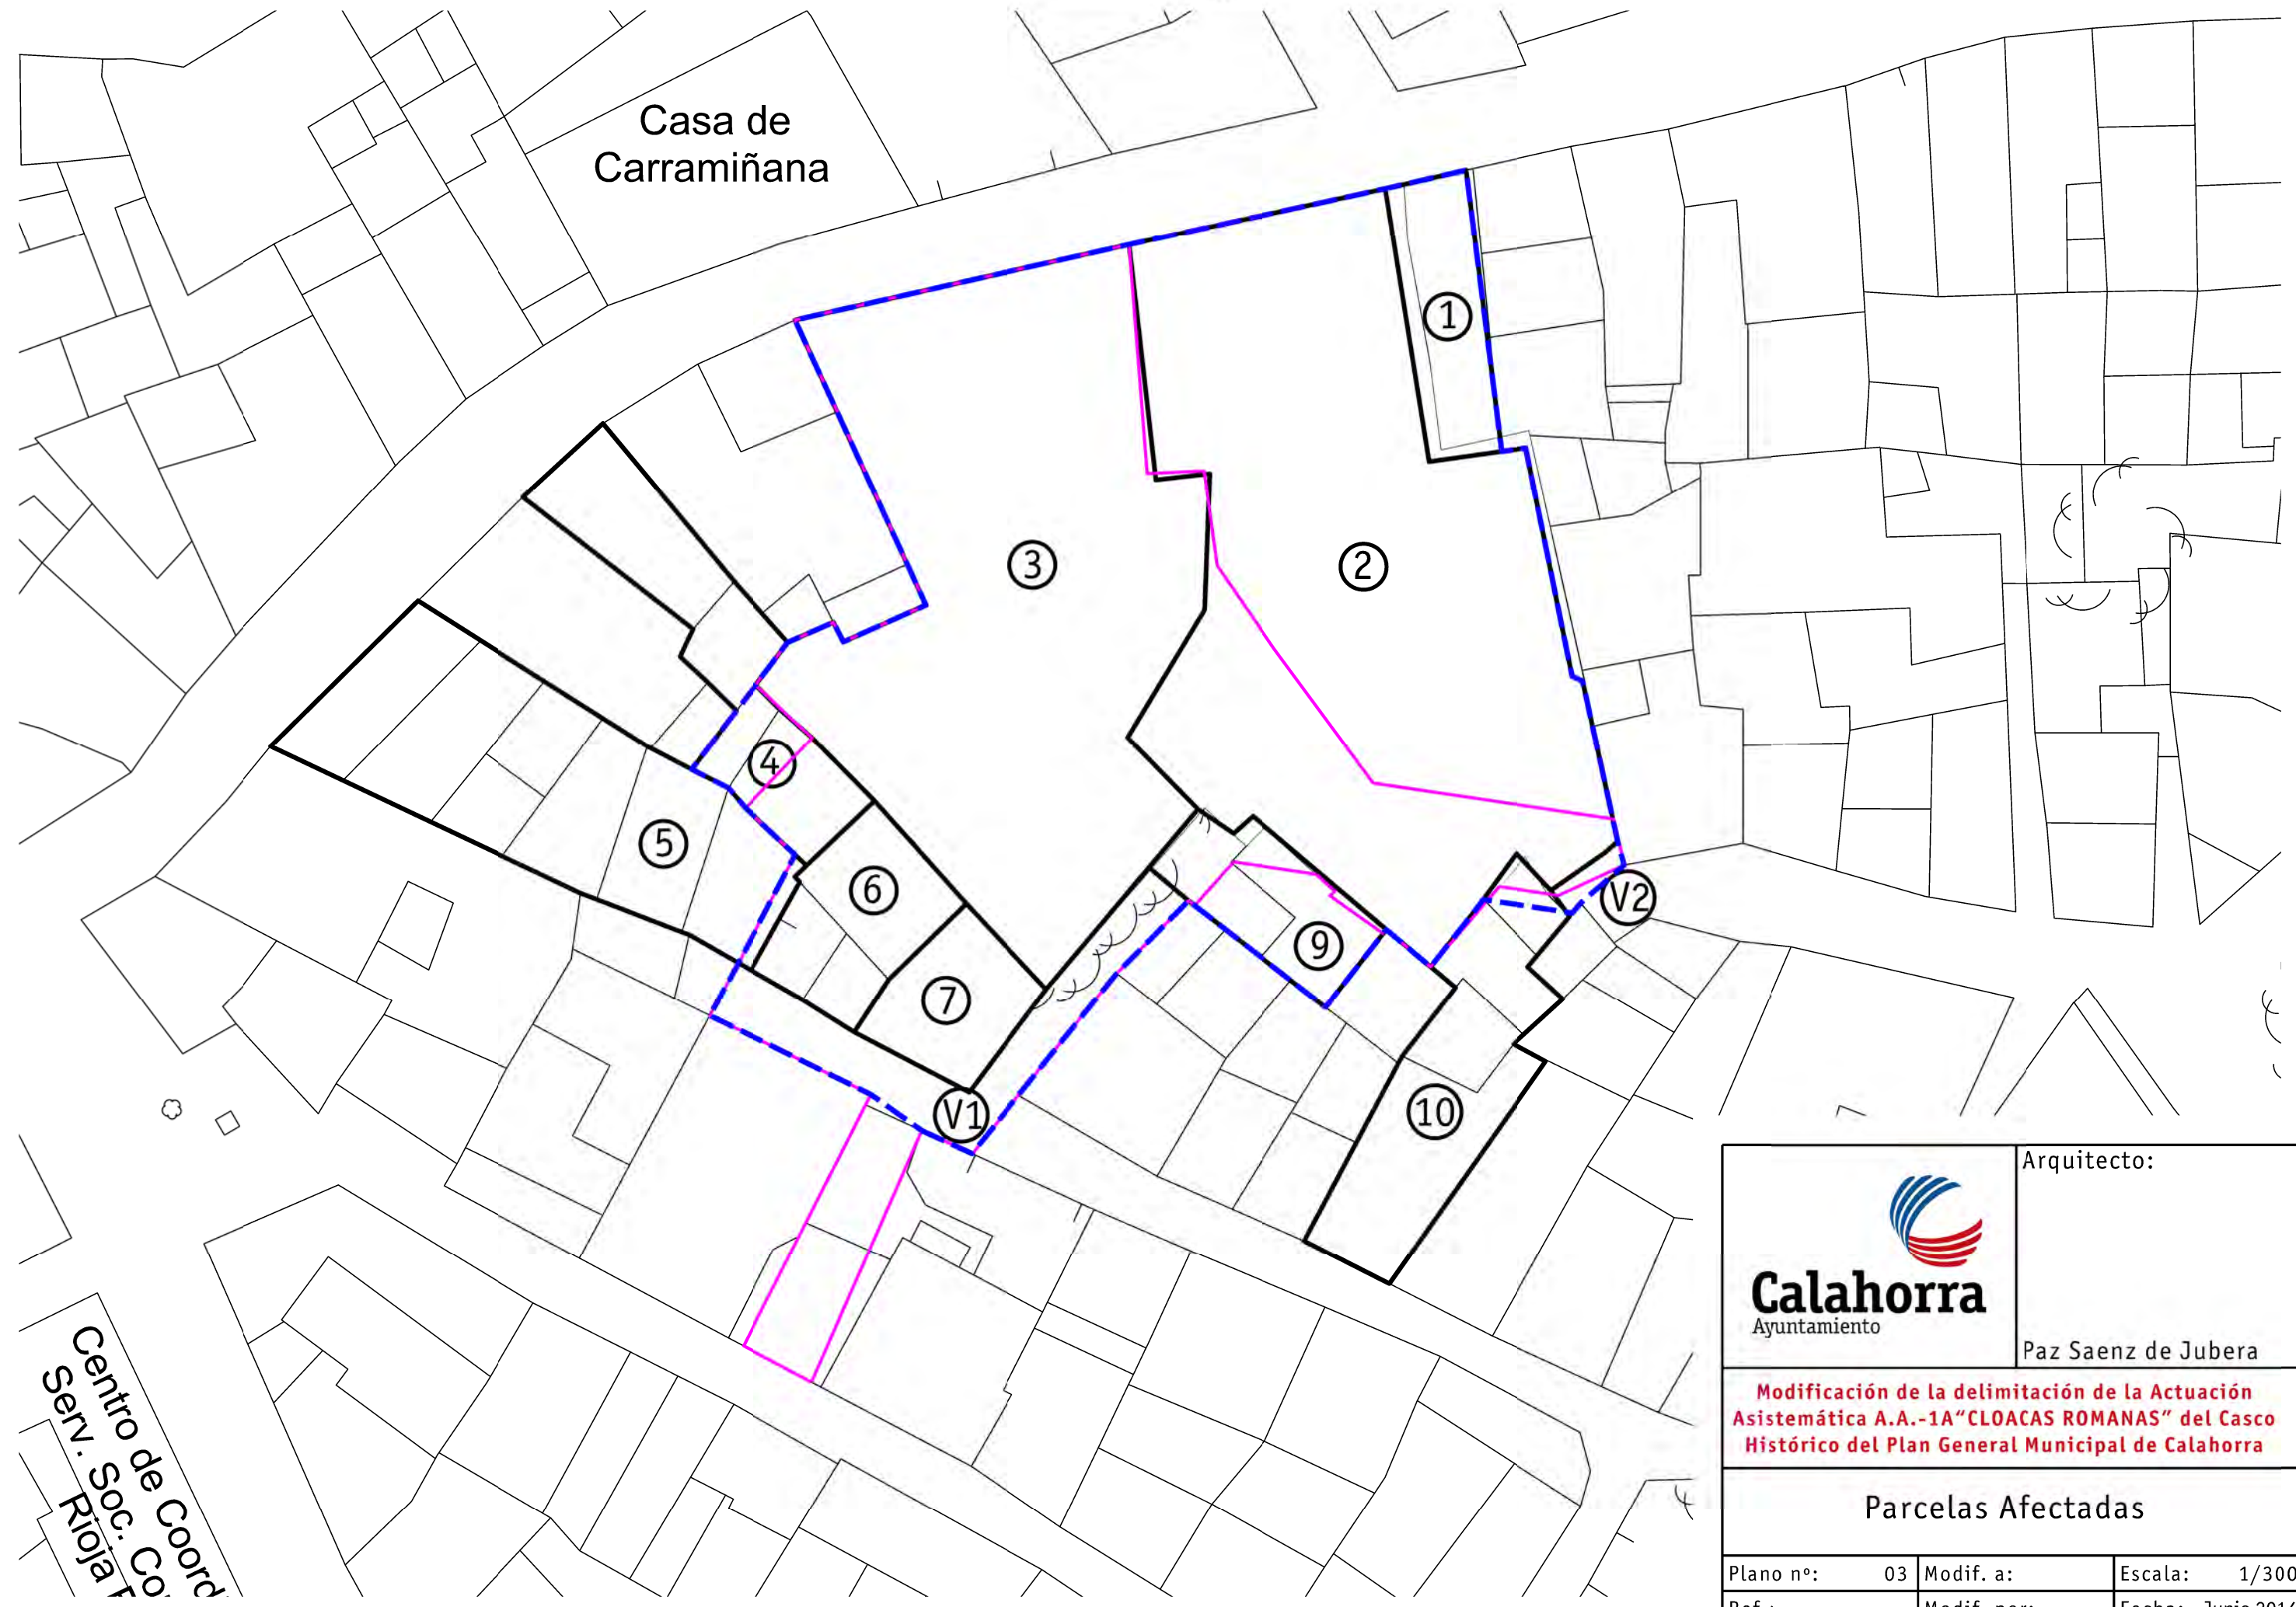 Casa de
Carramiñana
1
3
2
4
5
6
9
V2
7
V1
10
Centro de Coord
Serv. Soc. Co
Rioja
Arquitecto:
Calahorra
Ayuntamiento
Paz Saenz de Jubera
Modificación de la delimitación de la Actuación
Asistemática A.A.-1A"CLOACAS ROMANAS" del Casco
Histórico del Plan General Municipal de Calahorra
Parcelas Afectadas
Plano nº: 03 Modif. a: Escala: 1/300